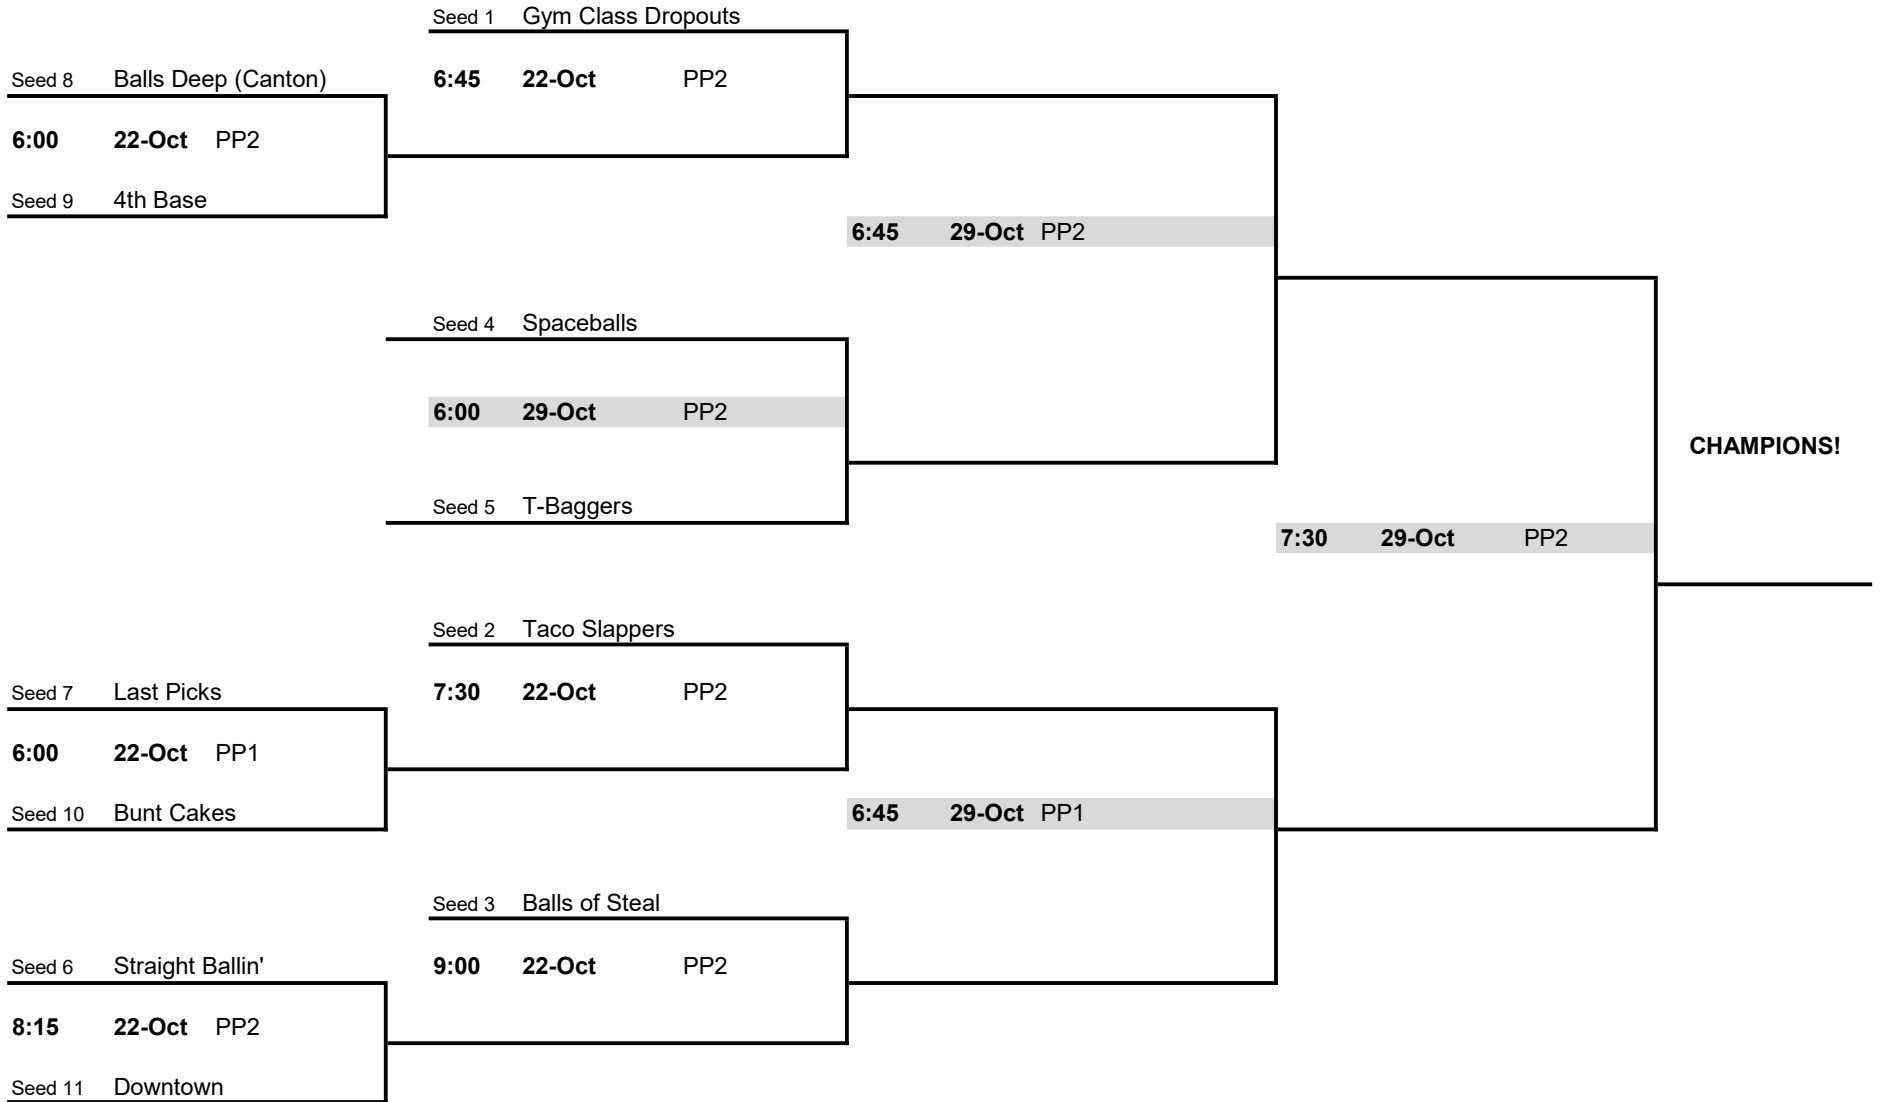 Seed 1 Gym Class Dropouts
Seed 8 Balls Deep (Canton) 6:45 22-Oct PP2
6:00 22-Oct PP2
Seed 9 4th Base
6:45 29-Oct PP2
Seed 4 Spaceballs
6:00 29-Oct PP2
CHAMPIONS!
Seed 5 T-Baggers
7:30 29-Oct PP2
Seed 2 Taco Slappers
Seed 7 Last Picks 7:30 22-Oct PP2
6:00 22-Oct PP1
Seed 10 Bunt Cakes 6:45 29-Oct PP1
Seed 3 Balls of Steal
Seed 6 Straight Ballin' 9:00 22-Oct PP2
8:15 22-Oct PP2
Seed 11 Downtown